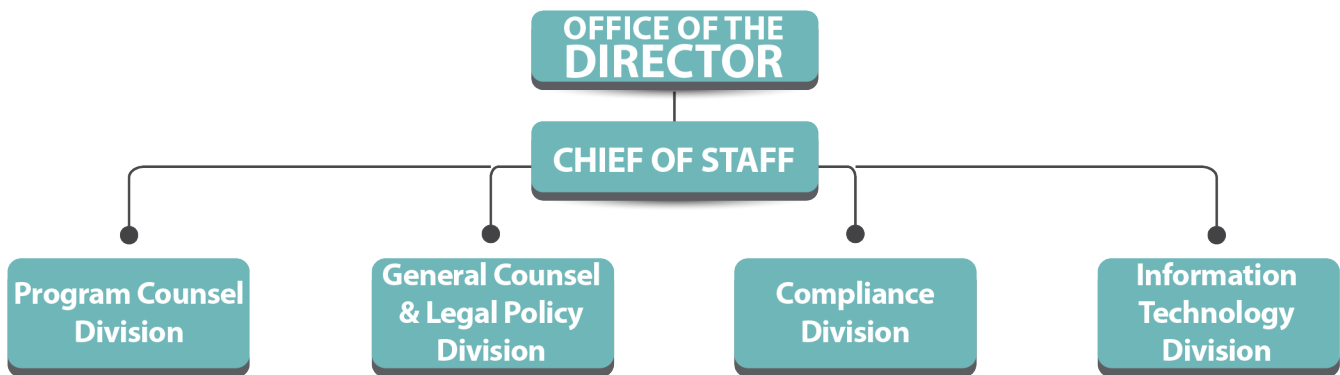 OFFICE OF THE
DIRECTOR
CHIEF OF STAFF
Program Counsel
Division
General Counsel
& Legal Policy
Division
Compliance
Division
Information
Technology
Division